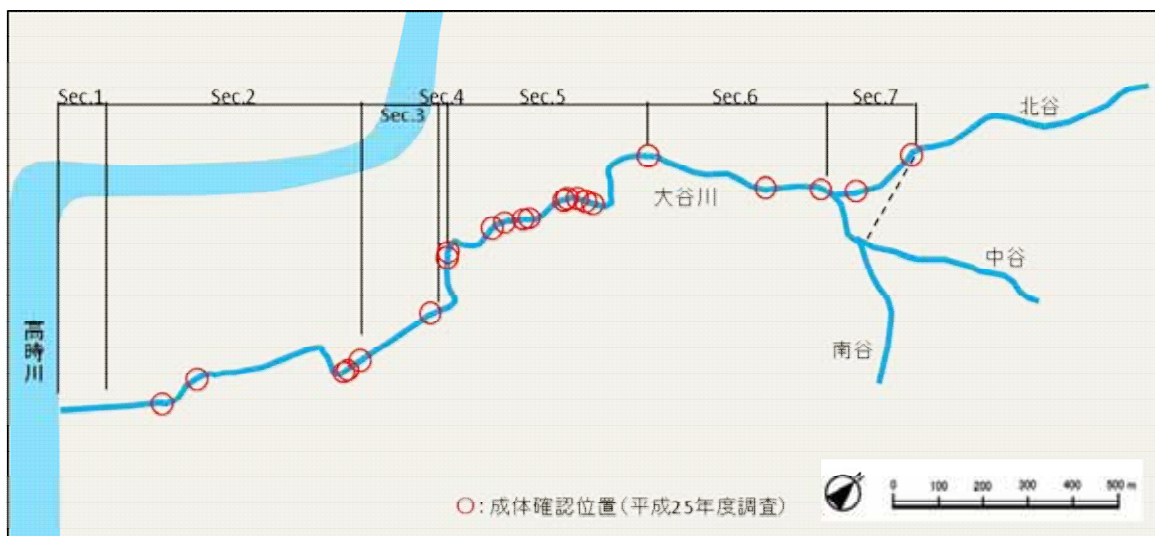 Sec.1
Sec.2
Sec.3
Sec.4
Sec.5
Sec.6
Sec.7
北谷
大谷川
中谷
南谷
高時川
○：成体確認位置（平成25年度調査）
0 100 200 300 400 500 m